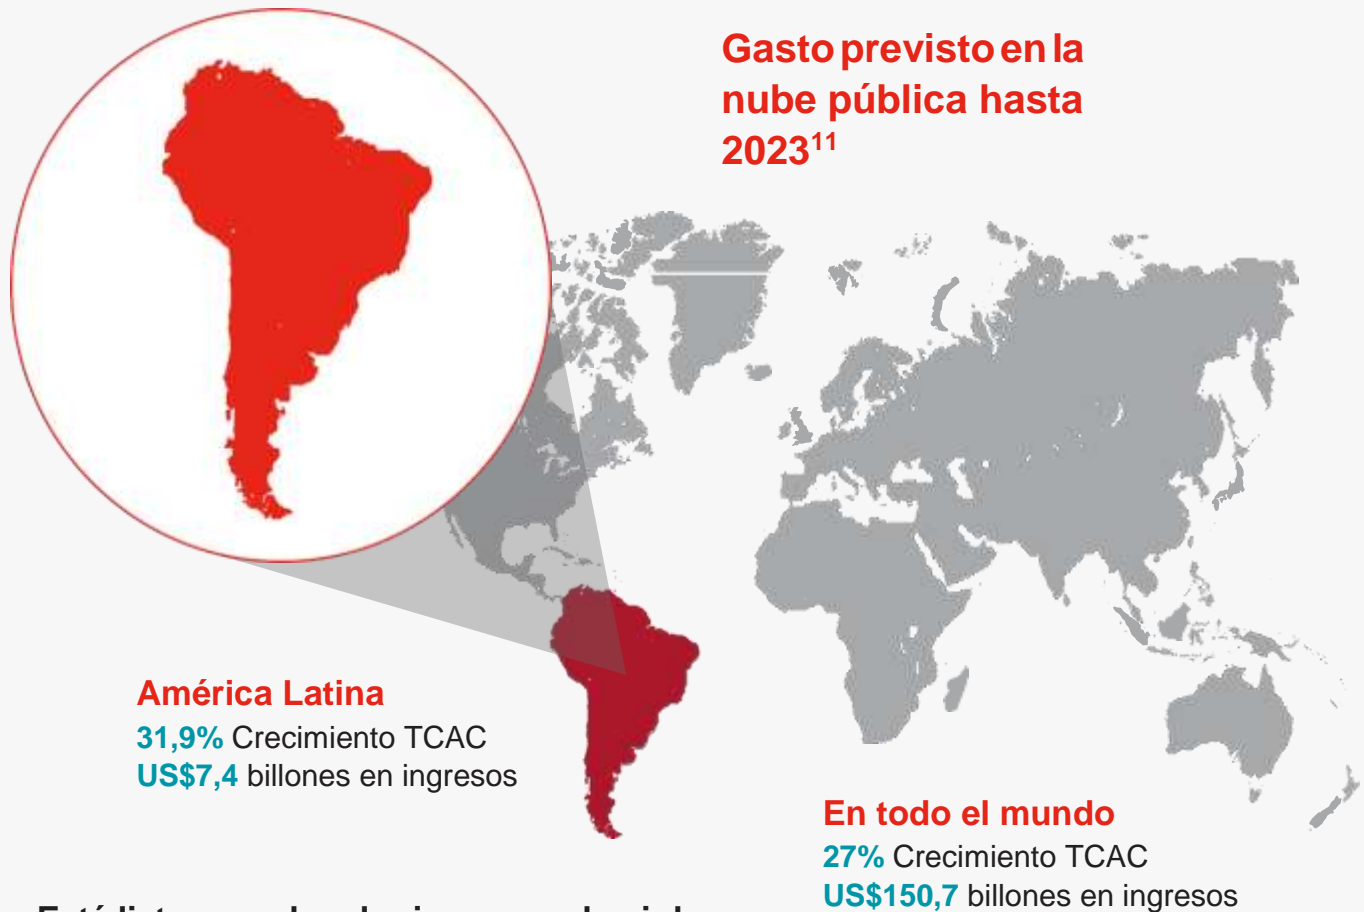 Gasto previsto en la
nube pública hasta
2023¹¹
América Latina
31,9% Crecimiento TCAC
US$7,4 billones en ingresos
En todo el mundo
27% Crecimiento TCAC
US$150,7 billones en ingresos